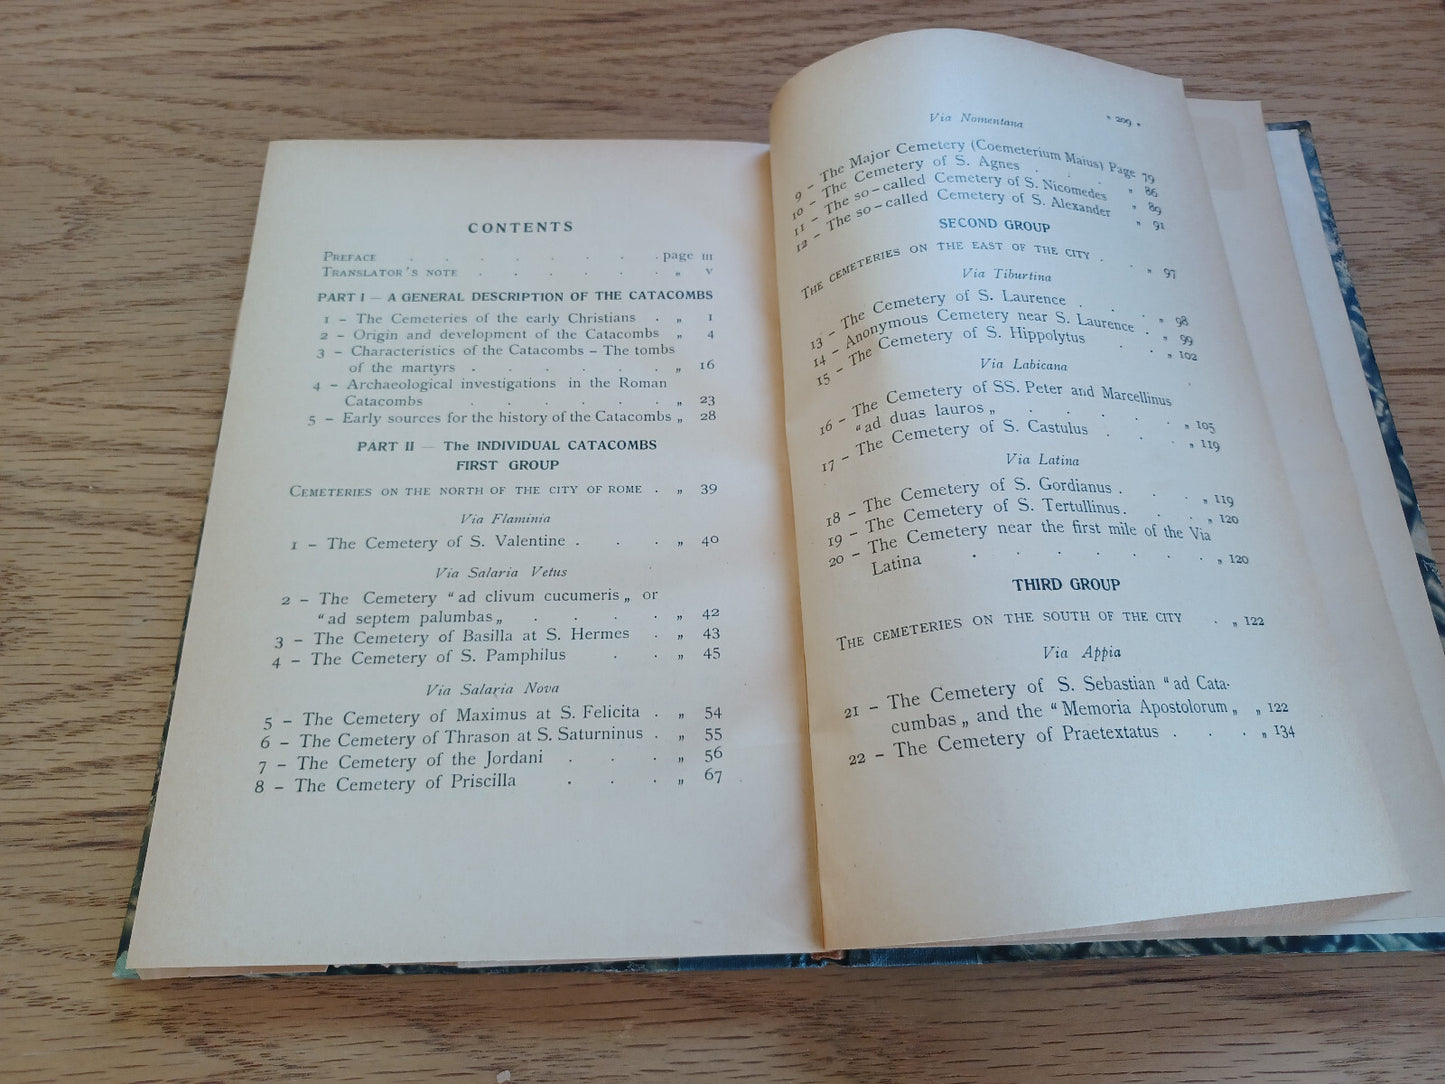 CONTENTS
PREFACE . . . . . . . page III
TRANSLATOR'S NOTE . . . . . . „ V
PART I — A GENERAL DESCRIPTION OF THE CATACOMBS
1 – The Cemeteries of the early Christians . „ 1
2 – Origin and development of the Catacombs „ 4
3 – Characteristics of the Catacombs – The tombs
of the martyrs . . . . . . „ 16
4 – Archaeological investigations in the Roman
Catacombs . . . . . . „ 23
5 – Early sources for the history of the Catacombs „ 28
PART II — The INDIVIDUAL CATACOMBS
FIRST GROUP
CEMETERIES ON THE NORTH OF THE CITY OF ROME . „ 39
Via Flaminia
1 – The Cemetery of S. Valentine . . . „ 40
Via Salaria Vetus
2 – The Cemetery “ ad clivum cucumeris „ or
“ ad septem palumbas „ . . . . „ 42
3 – The Cemetery of Basilla at S. Hermes . „ 43
4 – The Cemetery of S. Pamphilus . . „ 45
Via Salaria Nova
5 – The Cemetery of Maximus at S. Felicita . „ 54
6 – The Cemetery of Thrason at S. Saturninus . „ 55
7 – The Cemetery of the Jordani . . . „ 56
8 – The Cemetery of Priscilla . . . „ 67
Via Nomentana
" 209 "
9 – The Major Cemetery (Coemeterium Maius) Page 79
10 – The Cemetery of S. Agnes . . . „ 86
11 – The so–called Cemetery of S. Nicomedes „ 89
12 – The so–called Cemetery of S. Alexander „ 91
SECOND GROUP
THE CEMETERIES ON THE EAST OF THE CITY . . „ 97
Via Tiburtina
13 – The Cemetery of S. Laurence . . . „ 98
14 – Anonymous Cemetery near S. Laurence . „ 99
15 – The Cemetery of S. Hippolytus . . „ 102
Via Labicana
16 – The Cemetery of SS. Peter and Marcellinus
“ ad duas lauros „ . . . . . „ 105
17 – The Cemetery of S. Castulus . . . „ 119
Via Latina
18 – The Cemetery of S. Gordianus . . . „ 119
19 – The Cemetery of S. Tertullinus . . . „ 120
20 – The Cemetery near the first mile of the Via
Latina . . . . . . . „ 120
THIRD GROUP
THE CEMETERIES ON THE SOUTH OF THE CITY . „ 122
Via Appia
21 – The Cemetery of S. Sebastian “ ad Cata-
cumbas „ and the “ Memoria Apostolorum „ „ 122
22 – The Cemetery of Praetextatus . . . „ 134